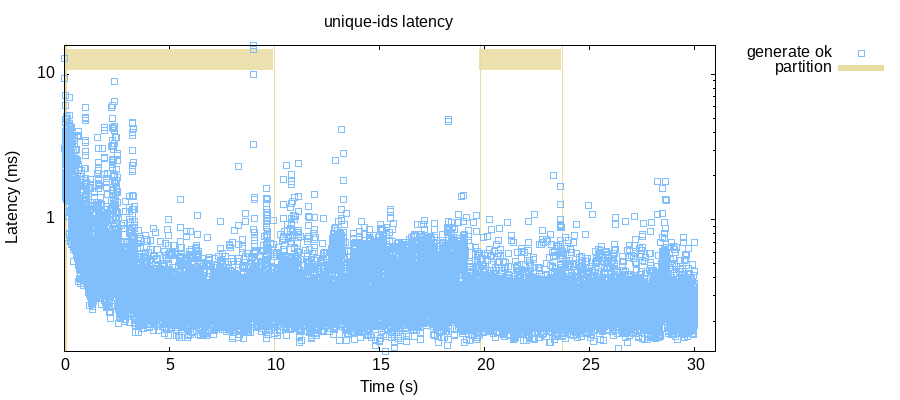 unique-ids latency
generate ok
partition
10
1
Latency (ms)
0 5 10 15 20 25 30
Time (s)